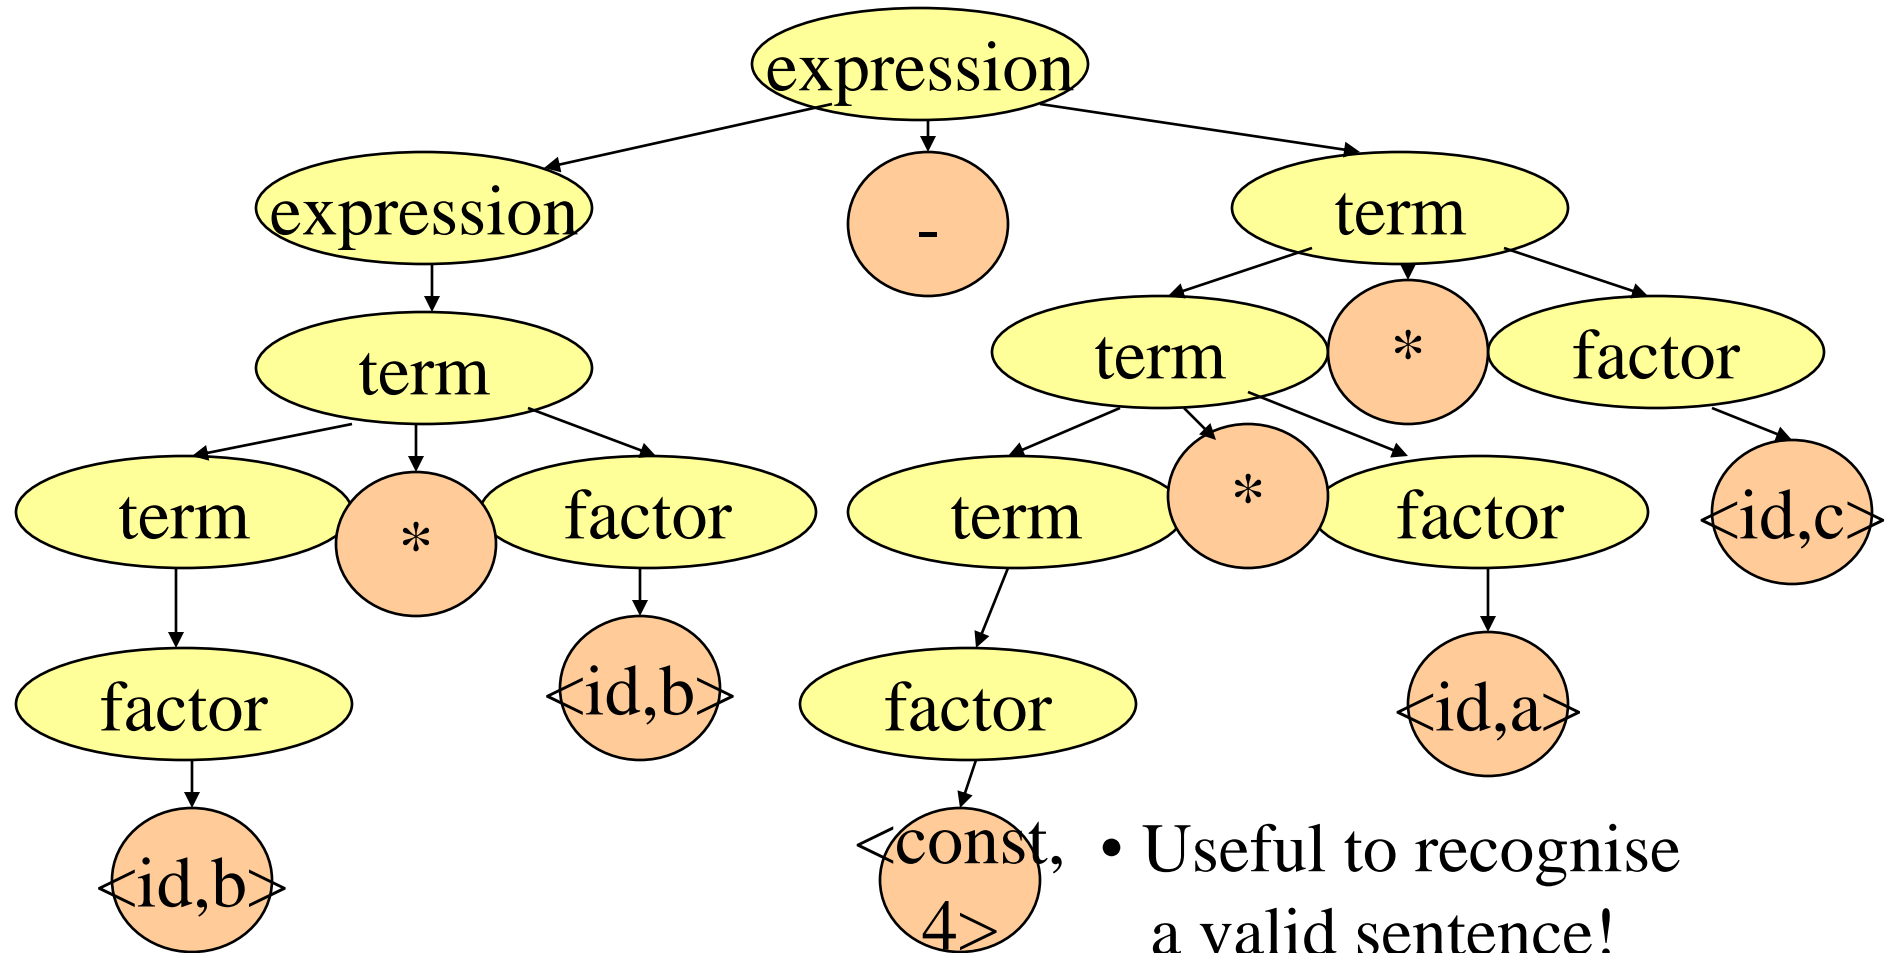 expression
expression
-
term
term
term
*
factor
term
*
factor
term
*
factor
<id,c>
factor
<id,b>
factor
<id,a>
<id,b>
<const,
4>
• Useful to recognise
a valid sentence!